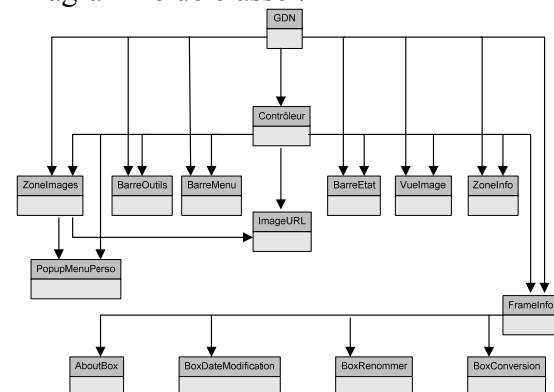 GDN
Contrôleur
ZoneImages
BarreOutils
BarreMenu
BarreEtat
VueImage
ZoneInfo
ImageURL
PopupMenuPerso
FrameInfo
AboutBox
BoxDateModification
BoxRenommer
BoxConversion